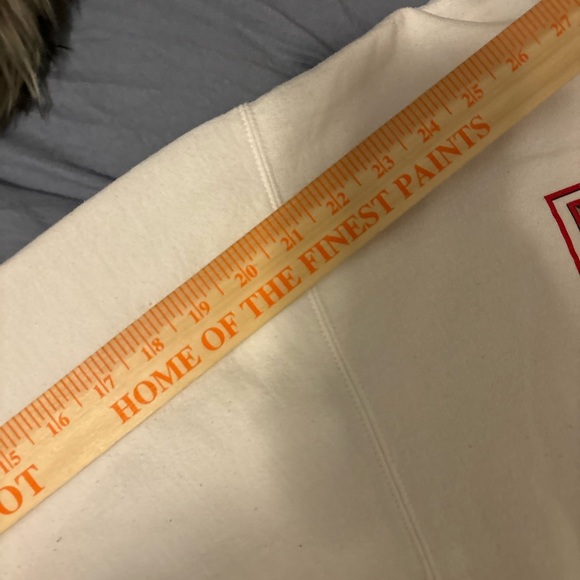 15 16 17 18 19 20 21 22 23 24 25 26 27
OT HOME OF THE FINEST PAINTS